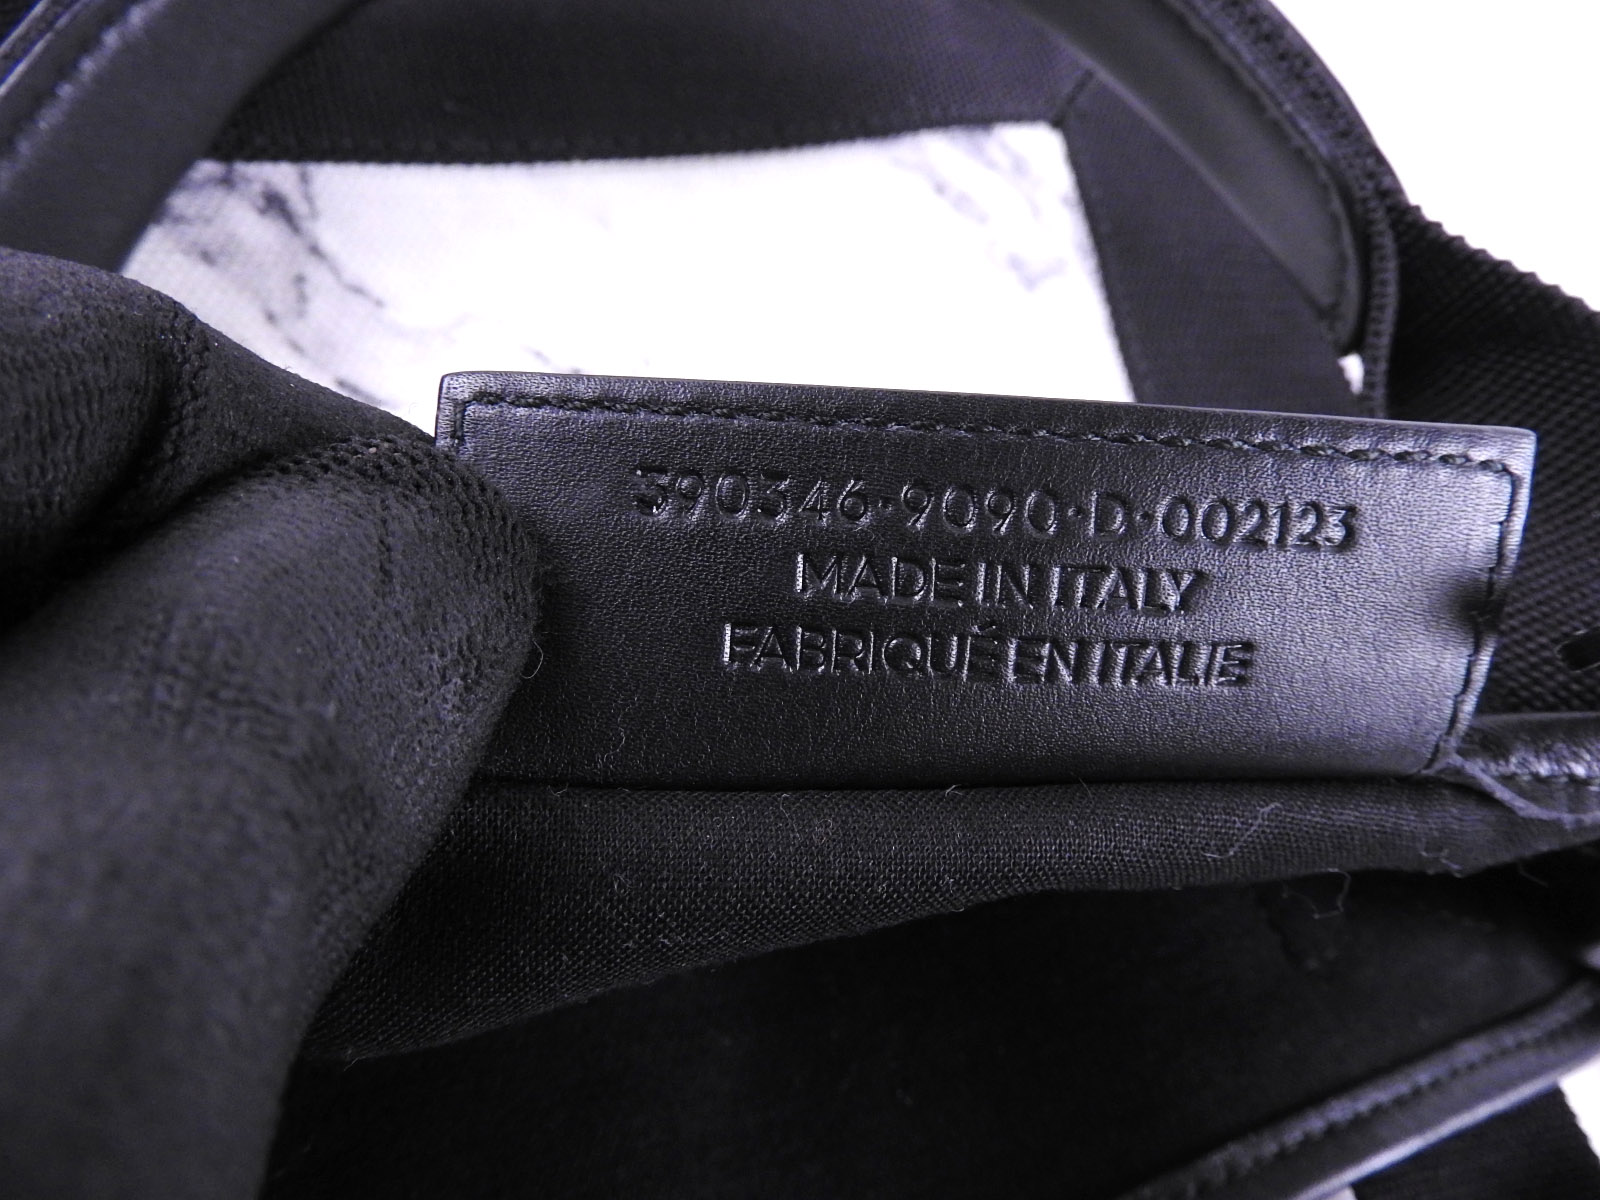 390346·9090·D·002123
MADE IN ITALY
FABRIQUÉ EN ITALIE